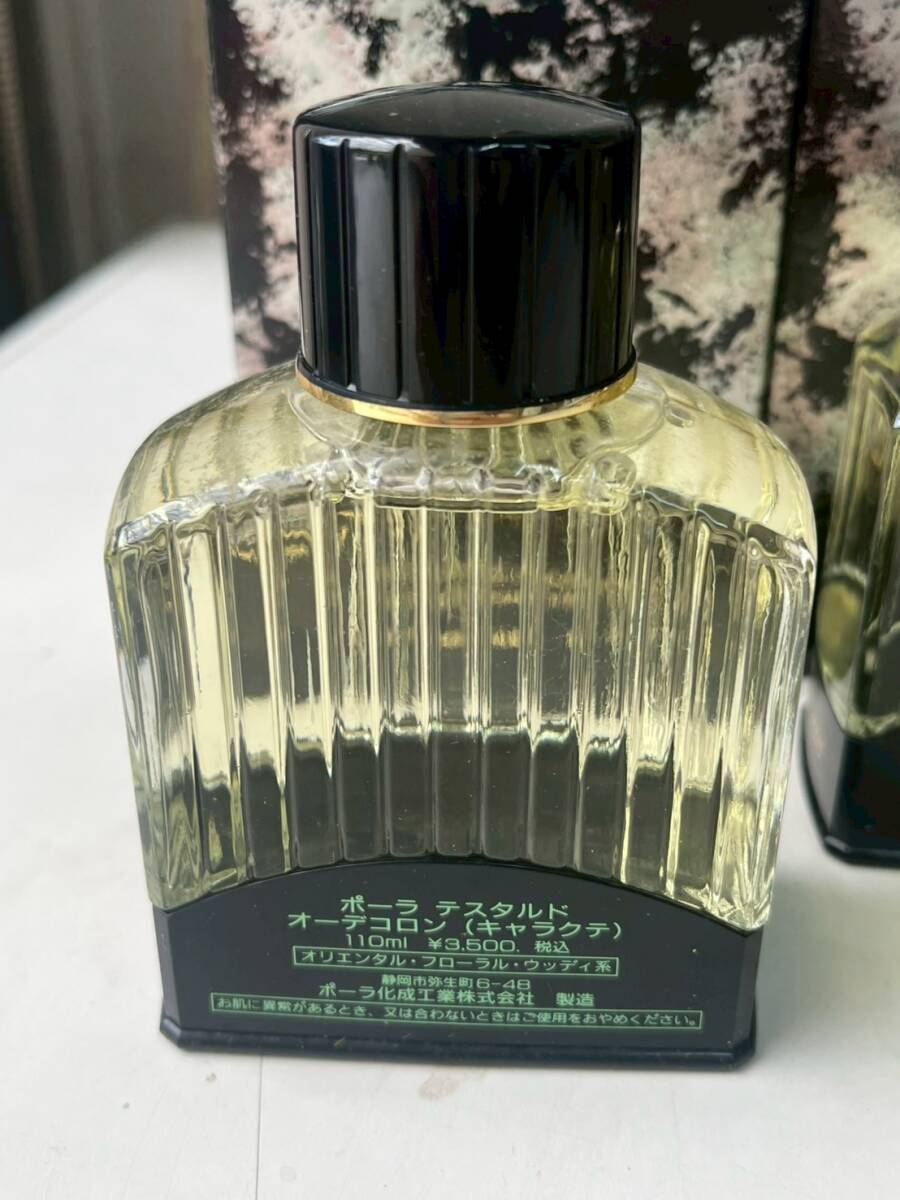 ポーラ テスタルド
オーデコロン (キャラクテ)
110ml ¥3,500. 税込
オリエンタル・フローラル・ウッディ系
静岡市弥生町6-48
ポーラ化成工業株式会社 製造
お肌に異常があるとき、又は合わないときはご使用をおやめください。